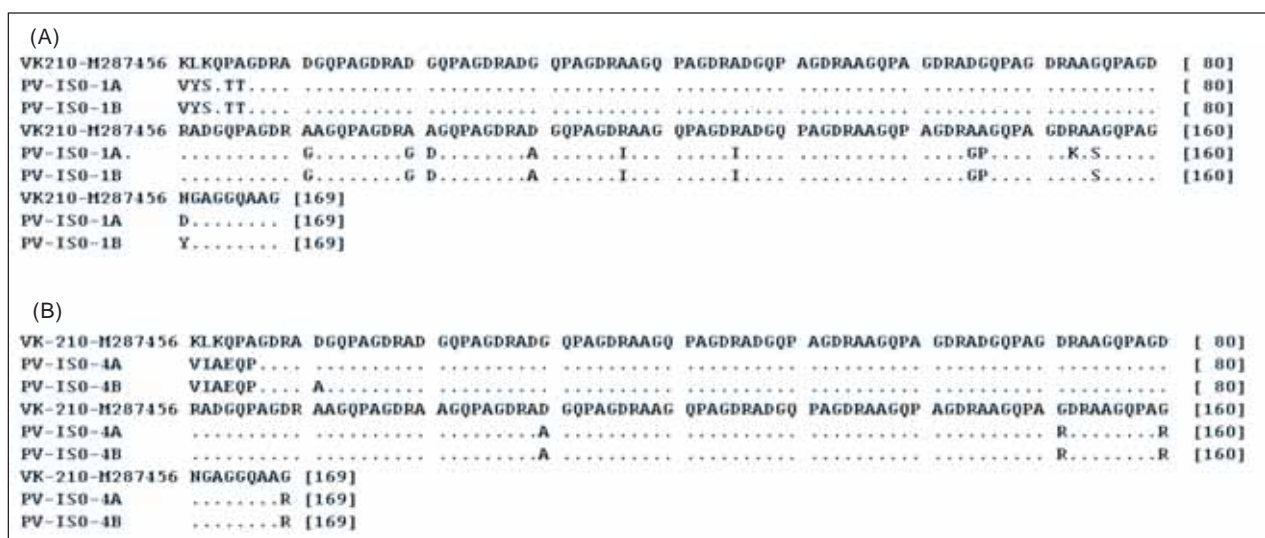 (A)
VK210-M287456 KLKQPAGDRA DGQPAGDRAD GQPAGDRADG QPAGDRAAGQ PAGDRADGQP AGDRAAGQPA GDRADGQPAG DRAAGQPAGD [ 80]
PV-ISO-1A VYS.TT.... .......... .......... .......... .......... .......... .......... .......... [ 80]
PV-ISO-1B VYS.TT.... .......... .......... .......... .......... .......... .......... .......... [ 80]
VK210-M287456 RADGQPAGDR AAGQPAGDRA AGQPAGDRAD GQPAGDRAAG QPAGDRADGQ PAGDRAAGQP AGDRAAGQPA GDRAAGQPAG [160]
PV-ISO-1A. .......... G........G D........A ......I... .....I.... .......... ...GP..... .K.S...... [160]
PV-ISO-1B .......... G........G D........A ......I... .....I.... .......... ...GP..... ...S...... [160]
VK210-M287456 NGAGGQAAG [169]
PV-ISO-1A D........ [169]
PV-ISO-1B Y........ [169]
(B)
VK-210-M287456 KLKQPAGDRA DGQPAGDRAD GQPAGDRADG QPAGDRAAGQ PAGDRADGQP AGDRAAGQPA GDRADGQPAG DRAAGQPAGD [ 80]
PV-ISO-4A VIAEQP.... .......... .......... .......... .......... .......... .......... .......... [ 80]
PV-ISO-4B VIAEQP.... A......... .......... .......... .......... .......... .......... .......... [ 80]
VK-210-M287456 RADGQPAGDR AAGQPAGDRA AGQPAGDRAD GQPAGDRAAG QPAGDRADGQ PAGDRAAGQP AGDRAAGQPA GDRAAGQPAG [160]
PV-ISO-4A .......... .......... .........A .......... .......... .......... .......... R........R [160]
PV-ISO-4B .......... .......... .........A .......... .......... .......... .......... R........R [160]
VK-210-M287456 NGAGGQAAG [169]
PV-ISO-4A ........R [169]
PV-ISO-4B ........R [169]